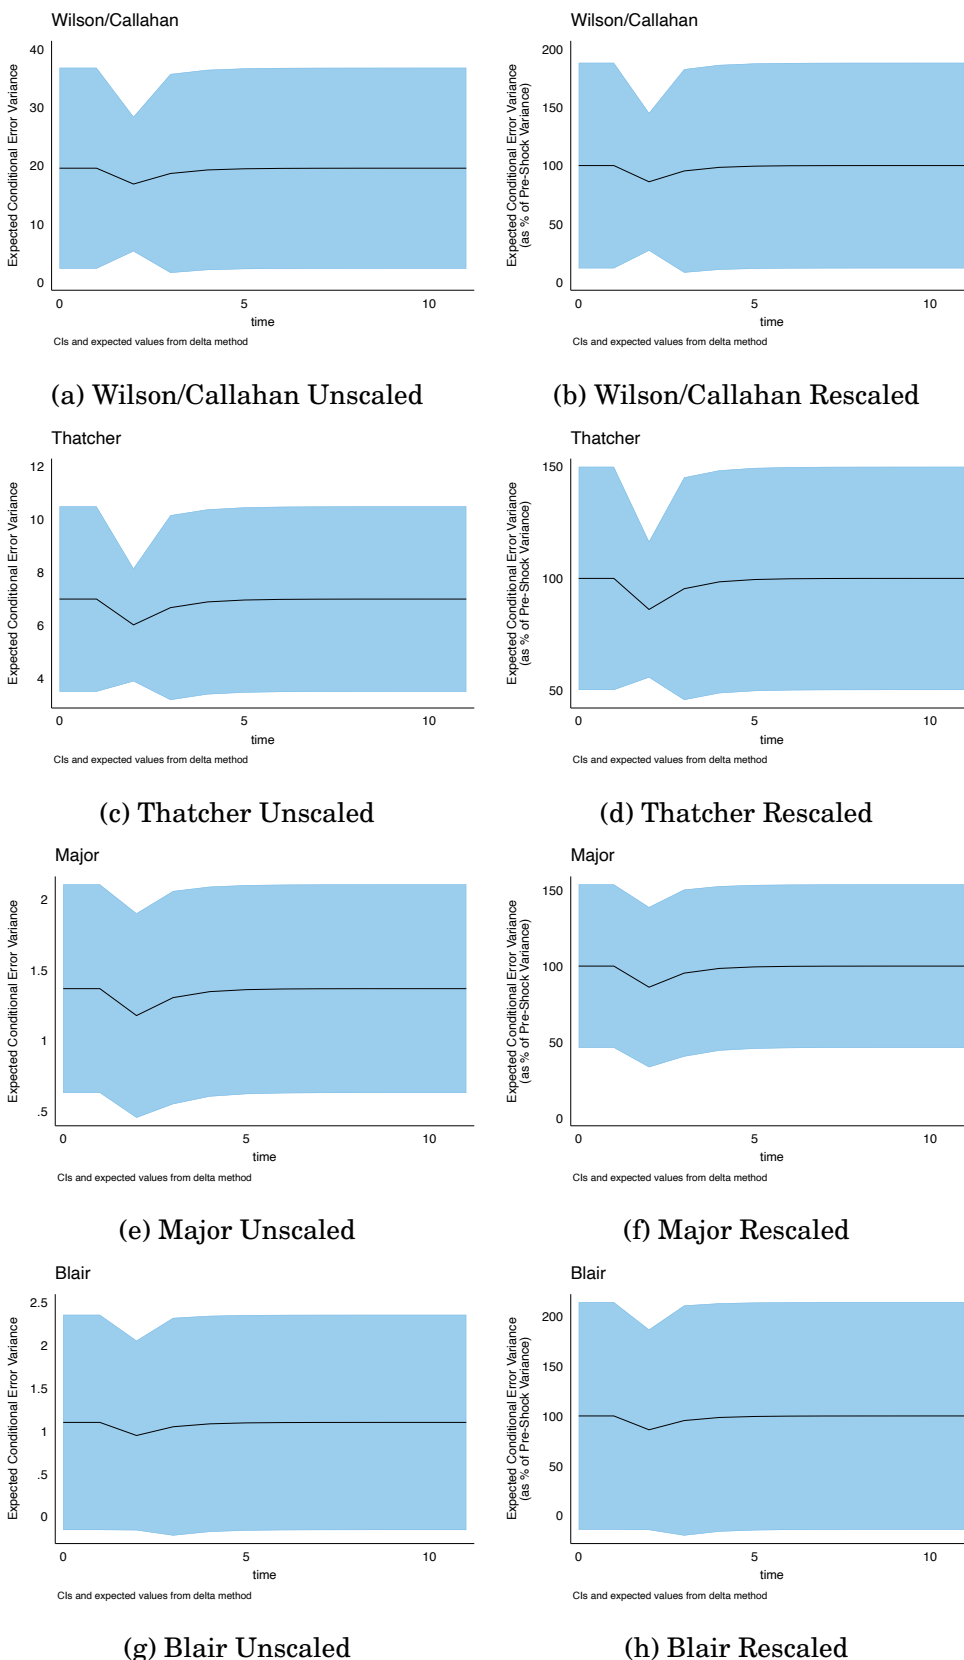 Wilson/Callahan
Expected Conditional Error Variance
40
30
20
10
0
0 5 10
time
CIs and expected values from delta method
(a) Wilson/Callahan Unscaled
Wilson/Callahan
Expected Conditional Error Variance
(as % of Pre-Shock Variance)
200
150
100
50
0
0 5 10
time
CIs and expected values from delta method
(b) Wilson/Callahan Rescaled
Thatcher
Expected Conditional Error Variance
12
10
8
6
4
0 5 10
time
CIs and expected values from delta method
(c) Thatcher Unscaled
Thatcher
Expected Conditional Error Variance
(as % of Pre-Shock Variance)
150
100
50
0 5 10
time
CIs and expected values from delta method
(d) Thatcher Rescaled
Major
Expected Conditional Error Variance
2
1.5
1
.5
0 5 10
time
CIs and expected values from delta method
(e) Major Unscaled
Major
Expected Conditional Error Variance
(as % of Pre-Shock Variance)
150
100
50
0
0 5 10
time
CIs and expected values from delta method
(f) Major Rescaled
Blair
Expected Conditional Error Variance
2.5
2
1.5
1
.5
0
0 5 10
time
CIs and expected values from delta method
(g) Blair Unscaled
Blair
Expected Conditional Error Variance
(as % of Pre-Shock Variance)
200
150
100
50
0
0 5 10
time
CIs and expected values from delta method
(h) Blair Rescaled